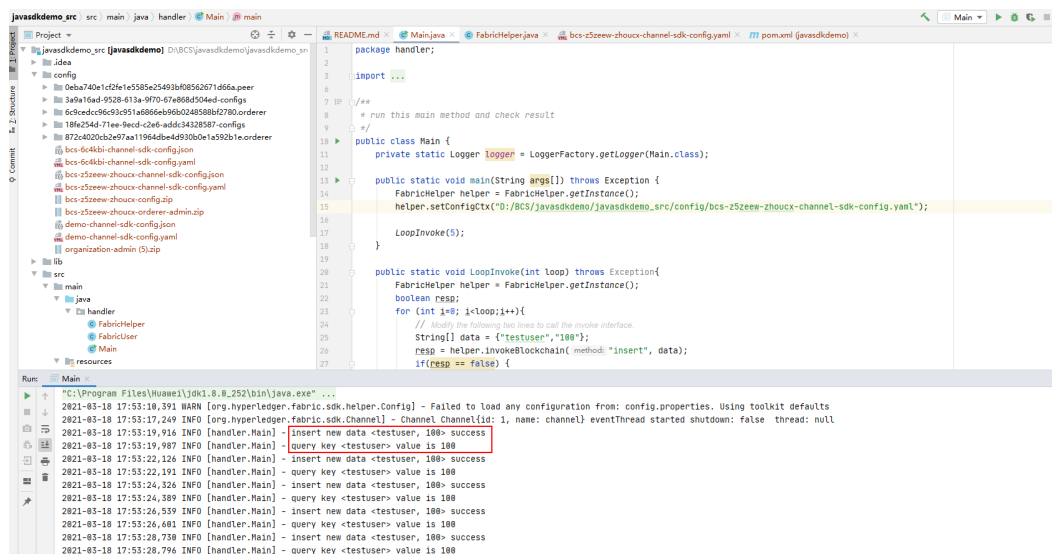 javasdkdemo_src src main java handler Main main
Main
Project
README.md Main.java FabricHelper.java bcs-z5zeew-zhoucx-channel-sdk-config.yaml pom.xml (javasdkdemo)
1: Project
Z: Structure
Commit
javasdkdemo_src [javasdkdemo] D:\BCS\javasdkdemo\javasdkdemo_src
.idea
config
0eba740e1cf2fe1e5585e25493bf08562671d66a.peer
3a9a16ad-9528-613a-9f70-67e868d504ed-configs
6c9cedcc96c93c951a6866eb96b0248588bf2780.orderer
18fe254d-71ee-9ecd-c2e6-addc34328587-configs
872c4020cb2e97aa11964dbe4d930b0e1a592b1e.orderer
bcs-6c4kbi-channel-sdk-config.json
bcs-6c4kbi-channel-sdk-config.yaml
bcs-z5zeew-zhoucx-channel-sdk-config.json
bcs-z5zeew-zhoucx-channel-sdk-config.yaml
bcs-z5zeew-zhoucx-config.zip
bcs-z5zeew-zhoucx-orderer-admin.zip
demo-channel-sdk-config.json
demo-channel-sdk-config.yaml
organization-admin (5).zip
lib
src
main
java
handler
FabricHelper
FabricUser
Main
resources
1 package handler;
2
3 import ...
6
7 /**
8 * run this main method and check result
9 */
10 public class Main {
11 private static Logger logger = LoggerFactory.getLogger(Main.class);
12
13 public static void main(String args[]) throws Exception {
14 FabricHelper helper = FabricHelper.getInstance();
15 helper.setConfigCtx("D:/BCS/javasdkdemo/javasdkdemo_src/config/bcs-z5zeew-zhoucx-channel-sdk-config.yaml");
16
17 LoopInvoke(5);
18 }
19
20 public static void LoopInvoke(int loop) throws Exception{
21 FabricHelper helper = FabricHelper.getInstance();
22 boolean resp;
23 for (int i=0; i<loop;i++){
24 // Modify the following two lines to call the invoke interface.
25 String[] data = {"testuser","100"};
26 resp = helper.invokeBlockchain( method: "insert", data);
27 if(resp == false) {
Run: Main
"C:\Program Files\Huawei\jdk1.8.0_252\bin\java.exe" ...
2021-03-18 17:53:10,391 WARN [org.hyperledger.fabric.sdk.helper.Config] - Failed to load any configuration from: config.properties. Using toolkit defaults
2021-03-18 17:53:17,249 INFO [org.hyperledger.fabric.sdk.Channel] - Channel Channel{id: 1, name: channel} eventThread started shutdown: false  thread: null
2021-03-18 17:53:19,916 INFO [handler.Main] - insert new data <testuser, 100> success
2021-03-18 17:53:19,987 INFO [handler.Main] - query key <testuser> value is 100
2021-03-18 17:53:22,126 INFO [handler.Main] - insert new data <testuser, 100> success
2021-03-18 17:53:22,191 INFO [handler.Main] - query key <testuser> value is 100
2021-03-18 17:53:24,326 INFO [handler.Main] - insert new data <testuser, 100> success
2021-03-18 17:53:24,389 INFO [handler.Main] - query key <testuser> value is 100
2021-03-18 17:53:26,539 INFO [handler.Main] - insert new data <testuser, 100> success
2021-03-18 17:53:26,601 INFO [handler.Main] - query key <testuser> value is 100
2021-03-18 17:53:28,730 INFO [handler.Main] - insert new data <testuser, 100> success
2021-03-18 17:53:28,796 INFO [handler.Main] - query key <testuser> value is 100